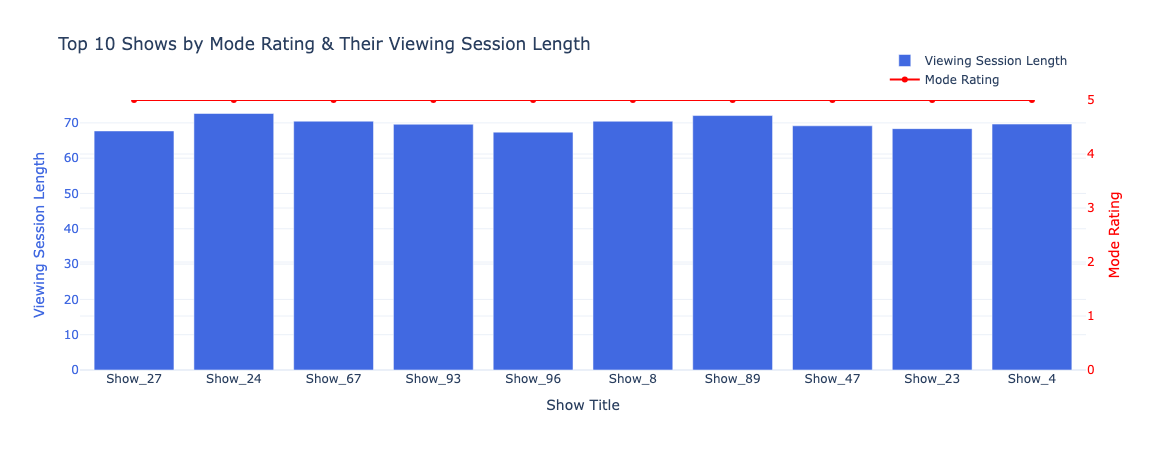 Top 10 Shows by Mode Rating & Their Viewing Session Length
Viewing Session Length
Mode Rating
Viewing Session Length
70
60
50
40
30
20
10
0
5
4
3
2
1
0
Mode Rating
Show_27 Show_24 Show_67 Show_93 Show_96 Show_8 Show_89 Show_47 Show_23 Show_4
Show Title